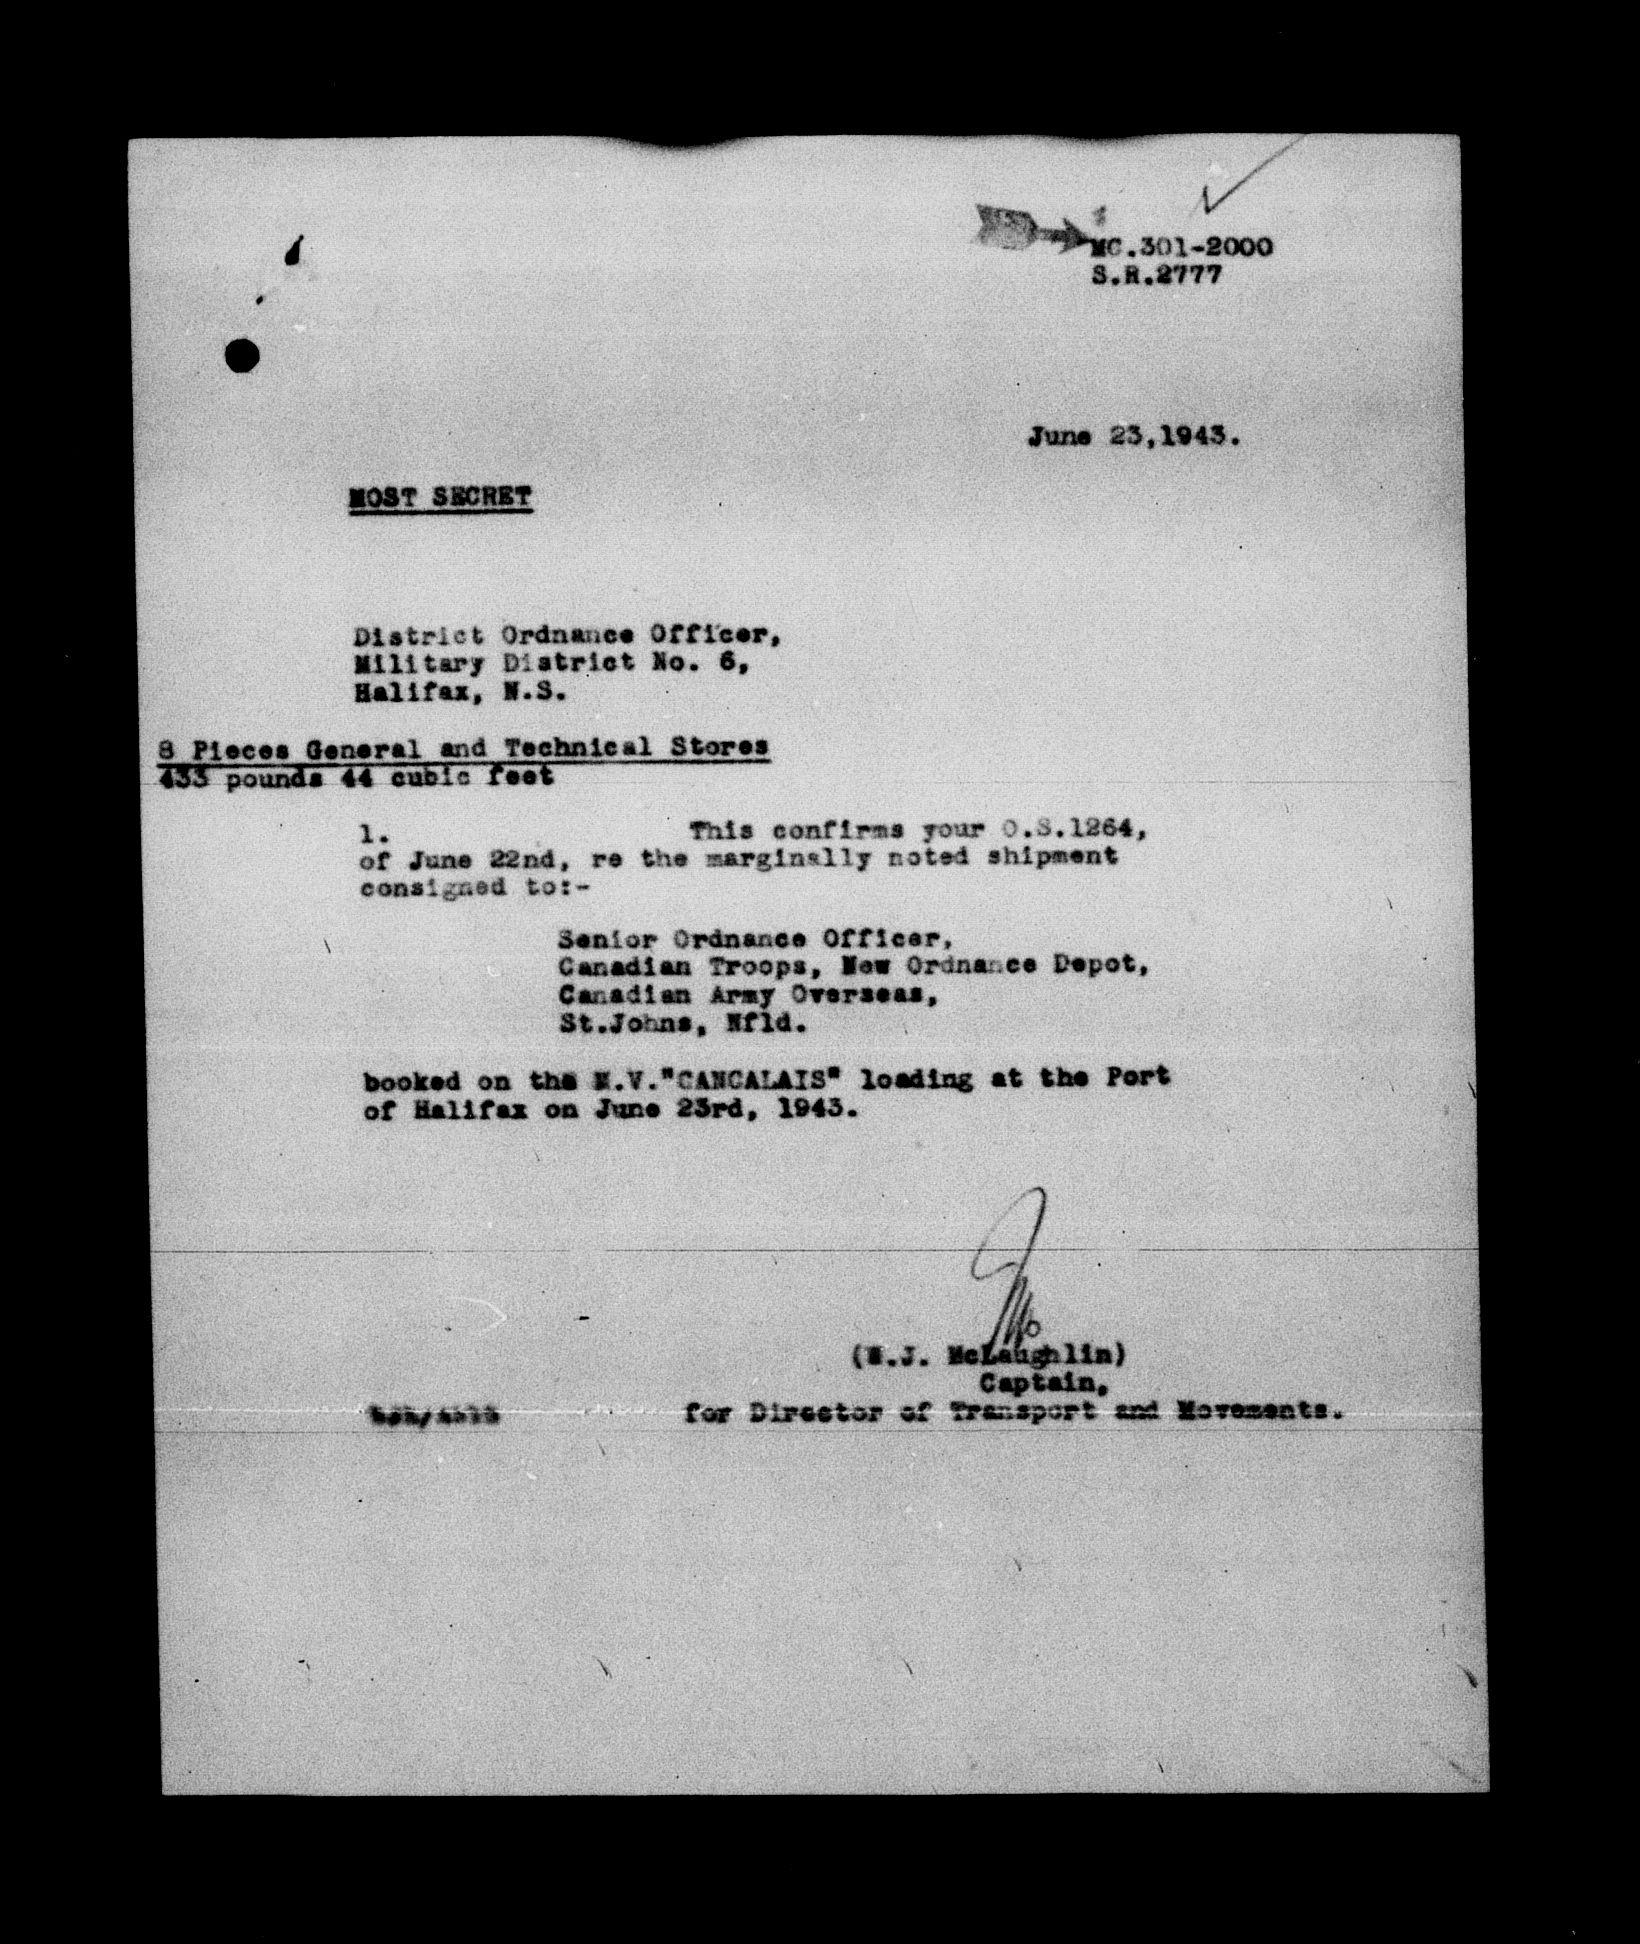 MC.301-2000
S.R.2777
June 23,1943.
MOST SECRET
District Ordnance Officer,
Military District No. 6,
Halifax, N.S.
8 Pieces General and Technical Stores
433 pounds 44 cubic feet
1. This confirms your O.S.1264,
of June 22nd, re the marginally noted shipment
consigned to:-
Senior Ordnance Officer,
Canadian Troops, New Ordnance Depot,
Canadian Army Overseas,
St.Johns, Nfld.
booked on the M.V."CANCALAIS" loading at the Port
of Halifax on June 23rd, 1943.
(W.J. McLaughlin)
Captain,
for Director of Transport and Movements.